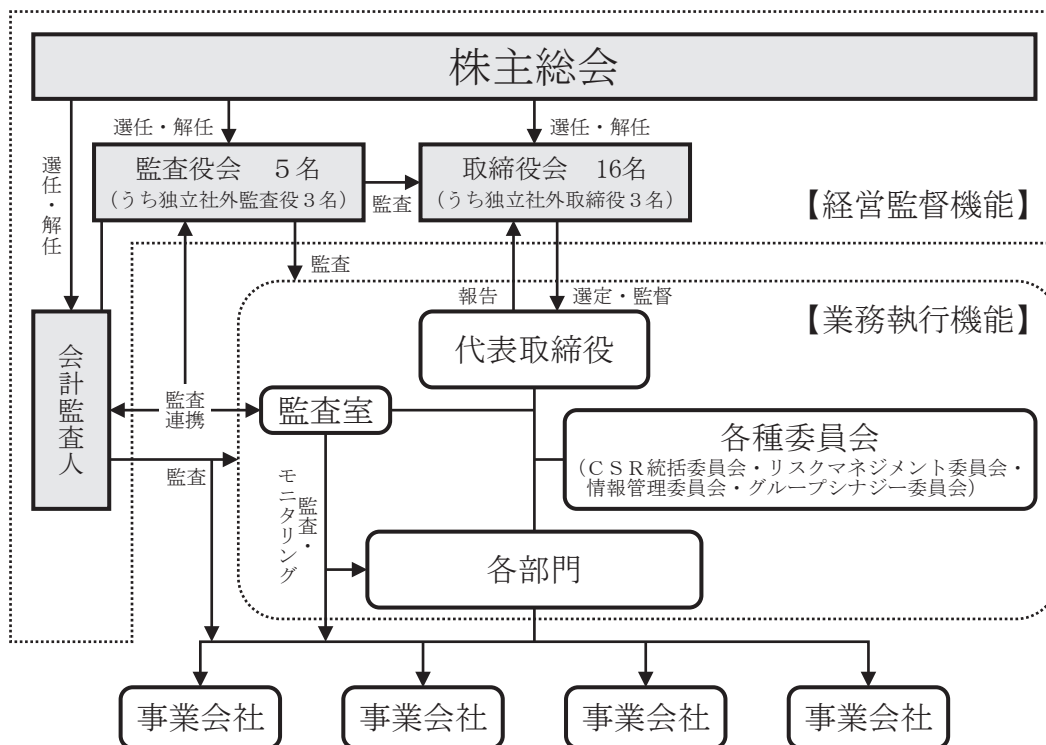 株主総会
選任・解任
選任・解任
選任・解任
監査役会　５名
（うち独立社外監査役３名）
監査
取締役会　16名
（うち独立社外取締役３名）
【経営監督機能】
監査
報告
選定・監督
【業務執行機能】
代表取締役
会計監査人
監査
連携
監査室
各種委員会
（ＣＳＲ統括委員会・リスクマネジメント委員会・
情報管理委員会・グループシナジー委員会）
監査
監査・
モニタリング
各部門
事業会社
事業会社
事業会社
事業会社